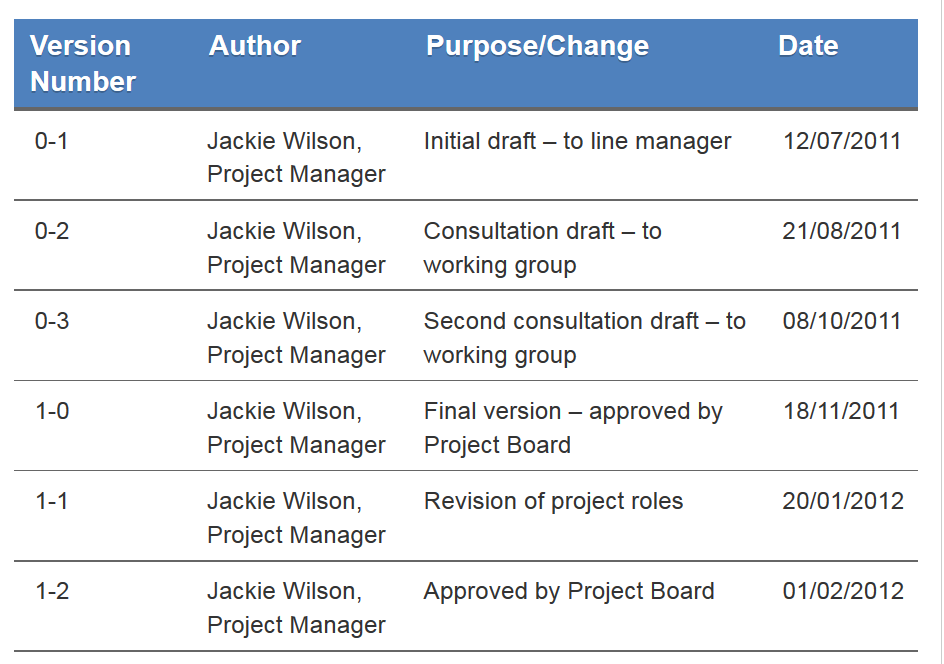 Version Number Author Purpose/Change Date
0-1 Jackie Wilson, Project Manager Initial draft – to line manager 12/07/2011
0-2 Jackie Wilson, Project Manager Consultation draft – to working group 21/08/2011
0-3 Jackie Wilson, Project Manager Second consultation draft – to working group 08/10/2011
1-0 Jackie Wilson, Project Manager Final version – approved by Project Board 18/11/2011
1-1 Jackie Wilson, Project Manager Revision of project roles 20/01/2012
1-2 Jackie Wilson, Project Manager Approved by Project Board 01/02/2012